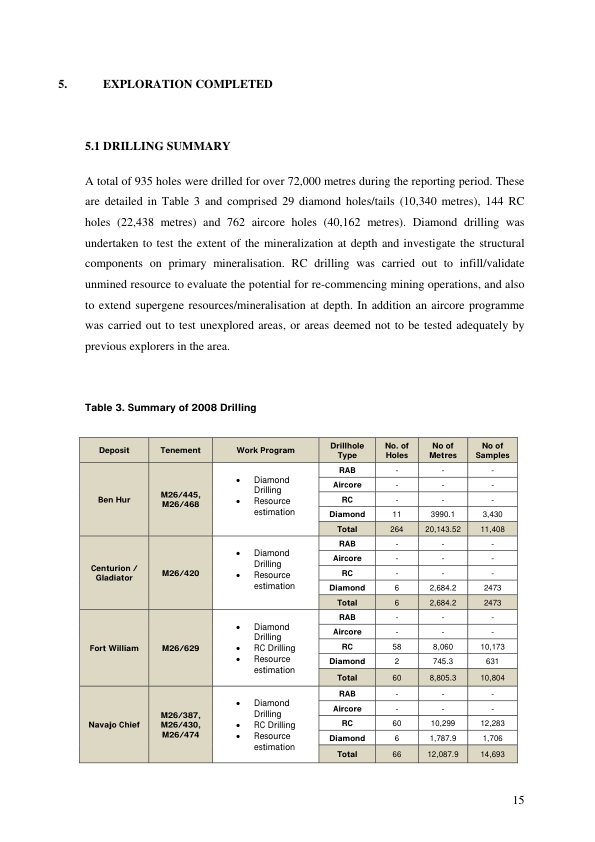 5. EXPLORATION COMPLETED
5.1 DRILLING SUMMARY
A total of 935 holes were drilled for over 72,000 metres during the reporting period. These
are detailed in Table 3 and comprised 29 diamond holes/tails (10,340 metres), 144 RC
holes (22,438 metres) and 762 aircore holes (40,162 metres). Diamond drilling was
undertaken to test the extent of the mineralization at depth and investigate the structural
components on primary mineralisation. RC drilling was carried out to infill/validate
unmined resource to evaluate the potential for re-commencing mining operations, and also
to extend supergene resources/mineralisation at depth. In addition an aircore programme
was carried out to test unexplored areas, or areas deemed not to be tested adequately by
previous explorers in the area.
Table 3. Summary of 2008 Drilling
Deposit Tenement Work Program Drillhole Type No. of Holes No of Metres No of Samples
Ben Hur M26/445, M26/468 • Diamond Drilling • Resource estimation
RAB - - -
Aircore - - -
RC - - -
Diamond 11 3990.1 3,430
Total 264 20,143.52 11,408
Centurion / Gladiator M26/420 • Diamond Drilling • Resource estimation
RAB - - -
Aircore - - -
RC - - -
Diamond 6 2,684.2 2473
Total 6 2,684.2 2473
Fort William M26/629 • Diamond Drilling • RC Drilling • Resource estimation
RAB - - -
Aircore - - -
RC 58 8,060 10,173
Diamond 2 745.3 631
Total 60 8,805.3 10,804
Navajo Chief M26/387, M26/430, M26/474 • Diamond Drilling • RC Drilling • Resource estimation
RAB - - -
Aircore - - -
RC 60 10,299 12,283
Diamond 6 1,787.9 1,706
Total 66 12,087.9 14,693
15